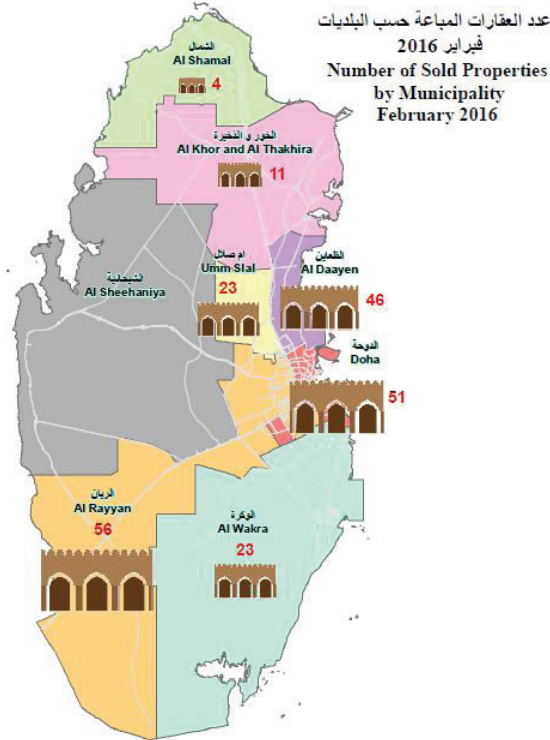 عدد العقارات المباعة حسب البلديات
فبراير 2016
Number of Sold Properties
by Municipality
February 2016
الشمال
Al Shamal
4
الخور و الذخيرة
Al Khor and Al Thakhira
11
ام صلال
Umm Slal
23
الظعاين
Al Daayen
46
الشيحانية
Al Sheehaniya
الدوحة
Doha
51
الريان
Al Rayyan
56
الوكرة
Al Wakra
23